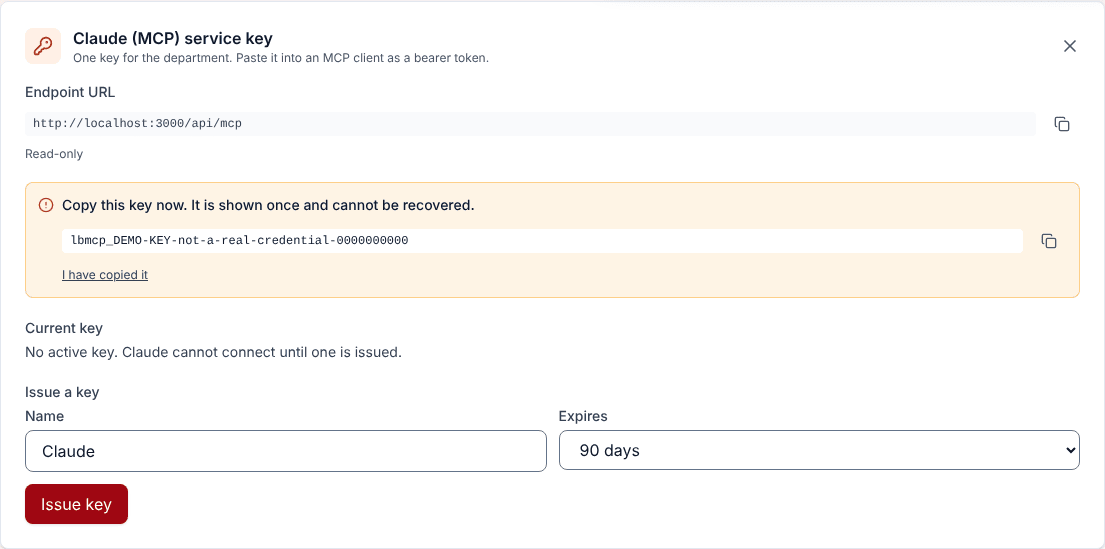 Claude (MCP) service key
One key for the department. Paste it into an MCP client as a bearer token.
Endpoint URL
http://localhost:3000/api/mcp
Read-only
Copy this key now. It is shown once and cannot be recovered.
lbmcp_DEMO-KEY-not-a-real-credential-0000000000
I have copied it
Current key
No active key. Claude cannot connect until one is issued.
Issue a key
Name
Expires
Claude
90 days
Issue key